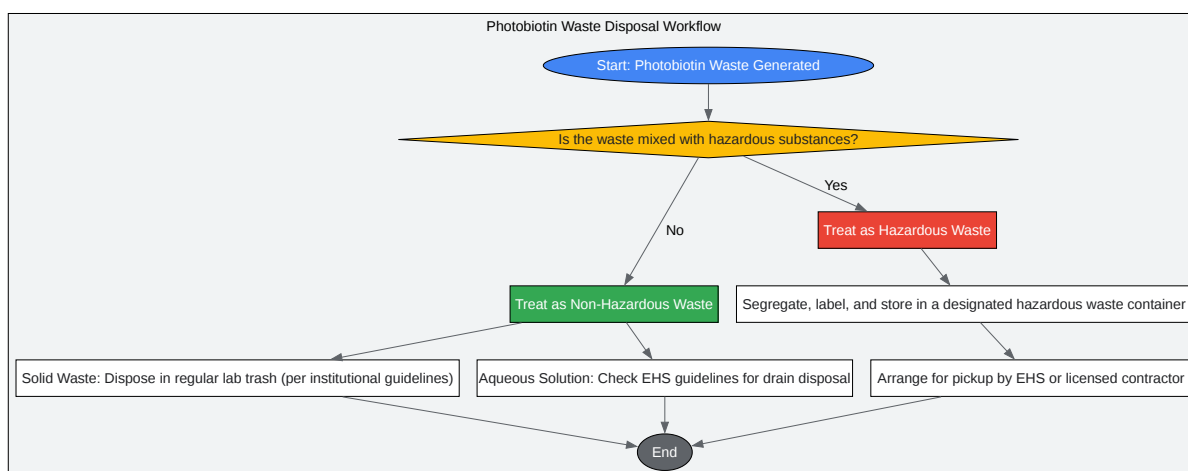 Photobiotin Waste Disposal Workflow
Start: Photobiotin Waste Generated
Is the waste mixed with hazardous substances?
Yes
Treat as Hazardous Waste
No
Treat as Non-Hazardous Waste
Segregate, label, and store in a designated hazardous waste container
Solid Waste: Dispose in regular lab trash (per institutional guidelines)
Aqueous Solution: Check EHS guidelines for drain disposal
Arrange for pickup by EHS or licensed contractor
End